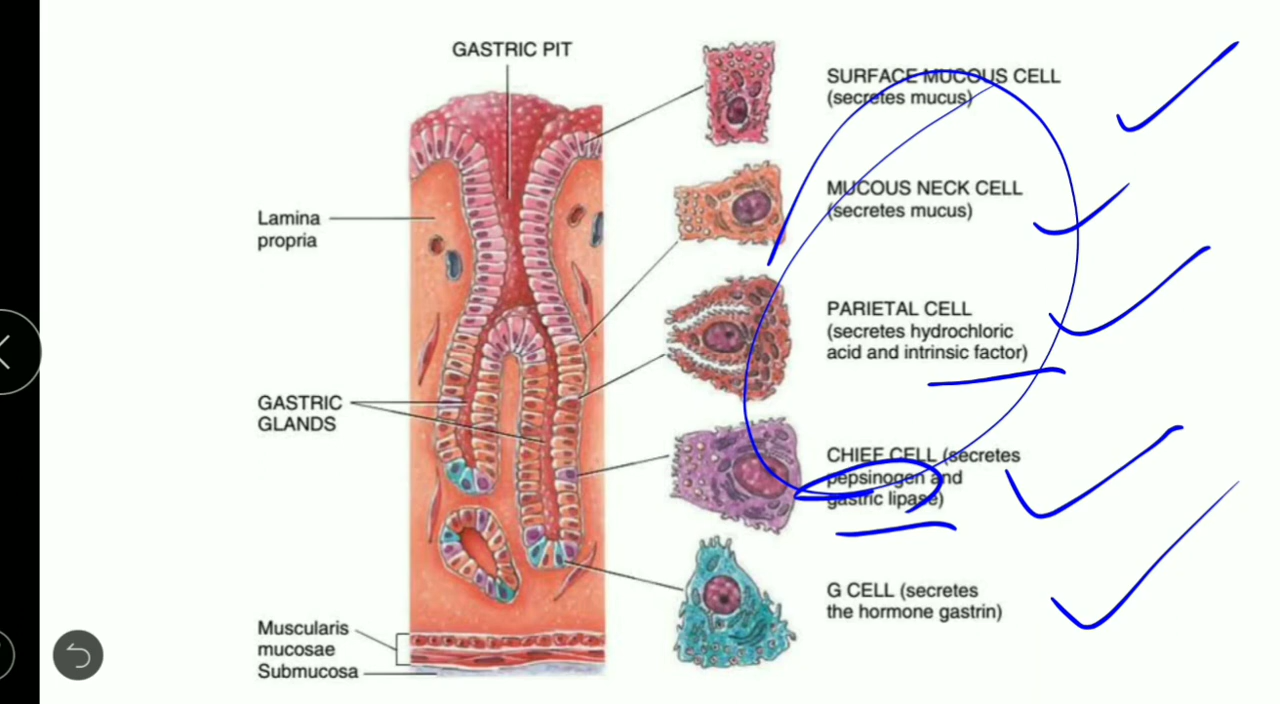 GASTRIC PIT
SURFACE MUCOUS CELL
(secretes mucus)
MUCOUS NECK CELL
(secretes mucus)
Lamina
propria
PARIETAL CELL
(secretes hydrochloric
acid and intrinsic factor)
GASTRIC
GLANDS
CHIEF CELL (secretes
pepsinogen and
gastric lipase)
G CELL (secretes
the hormone gastrin)
Muscularis
mucosae
Submucosa